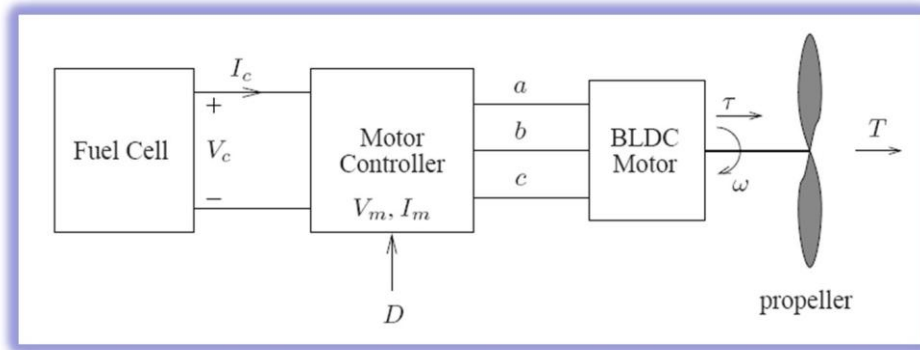 I_c
+
Fuel Cell
V_c
−
Motor
Controller
V_m, I_m
D
a
b
c
BLDC
Motor
τ
ω
T
propeller